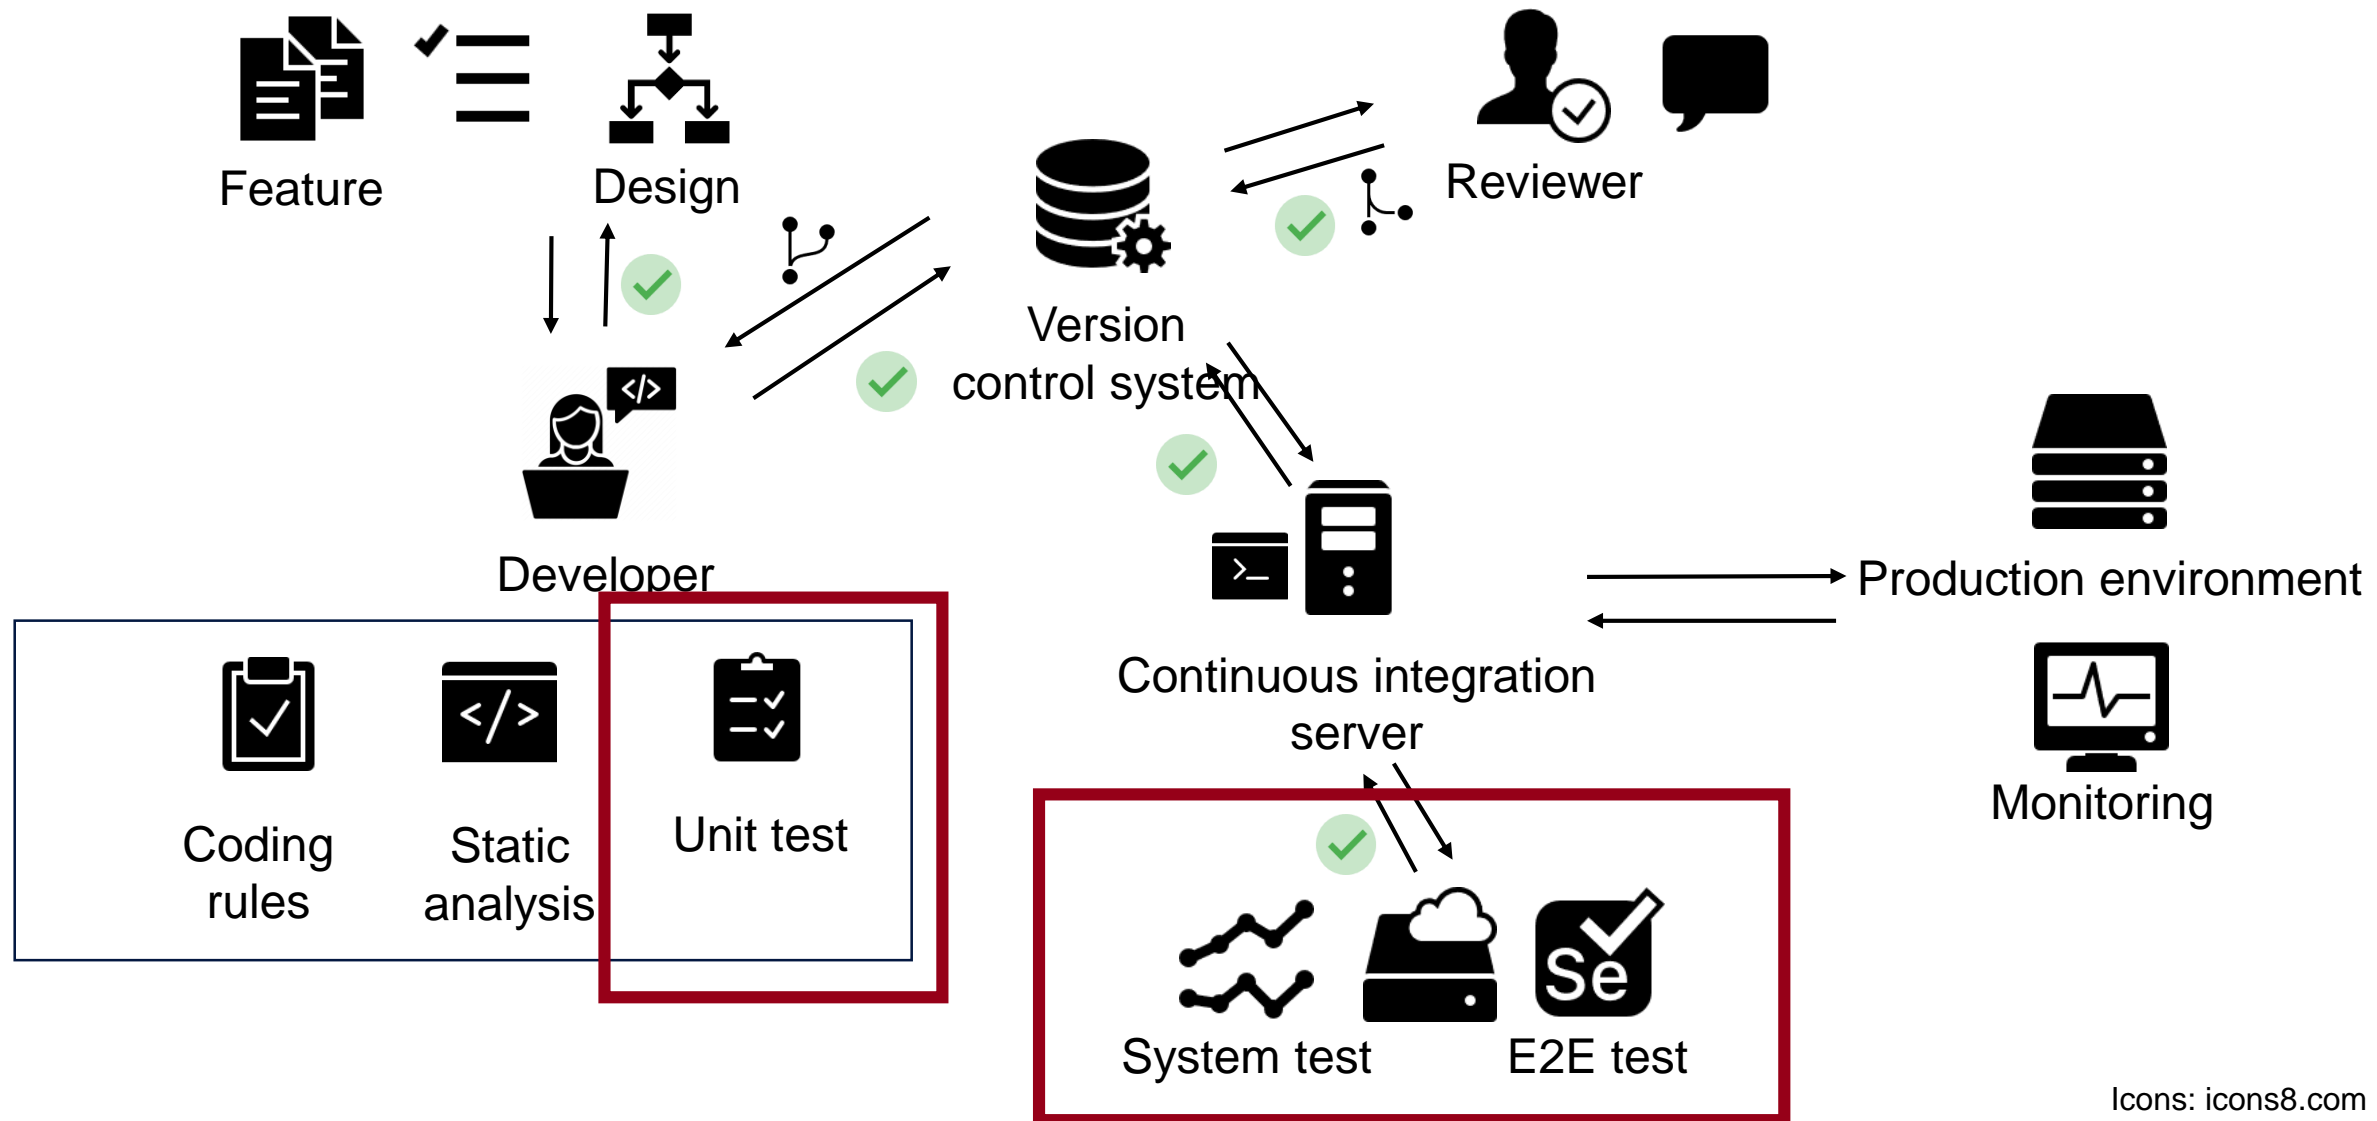 Feature
Design
Reviewer
Version
control system
</>
Developer
>_
Production environment
Continuous integration
server
</>
Monitoring
Coding
rules
Static
analysis
Unit test
Se
System test
E2E test
Icons: icons8.com